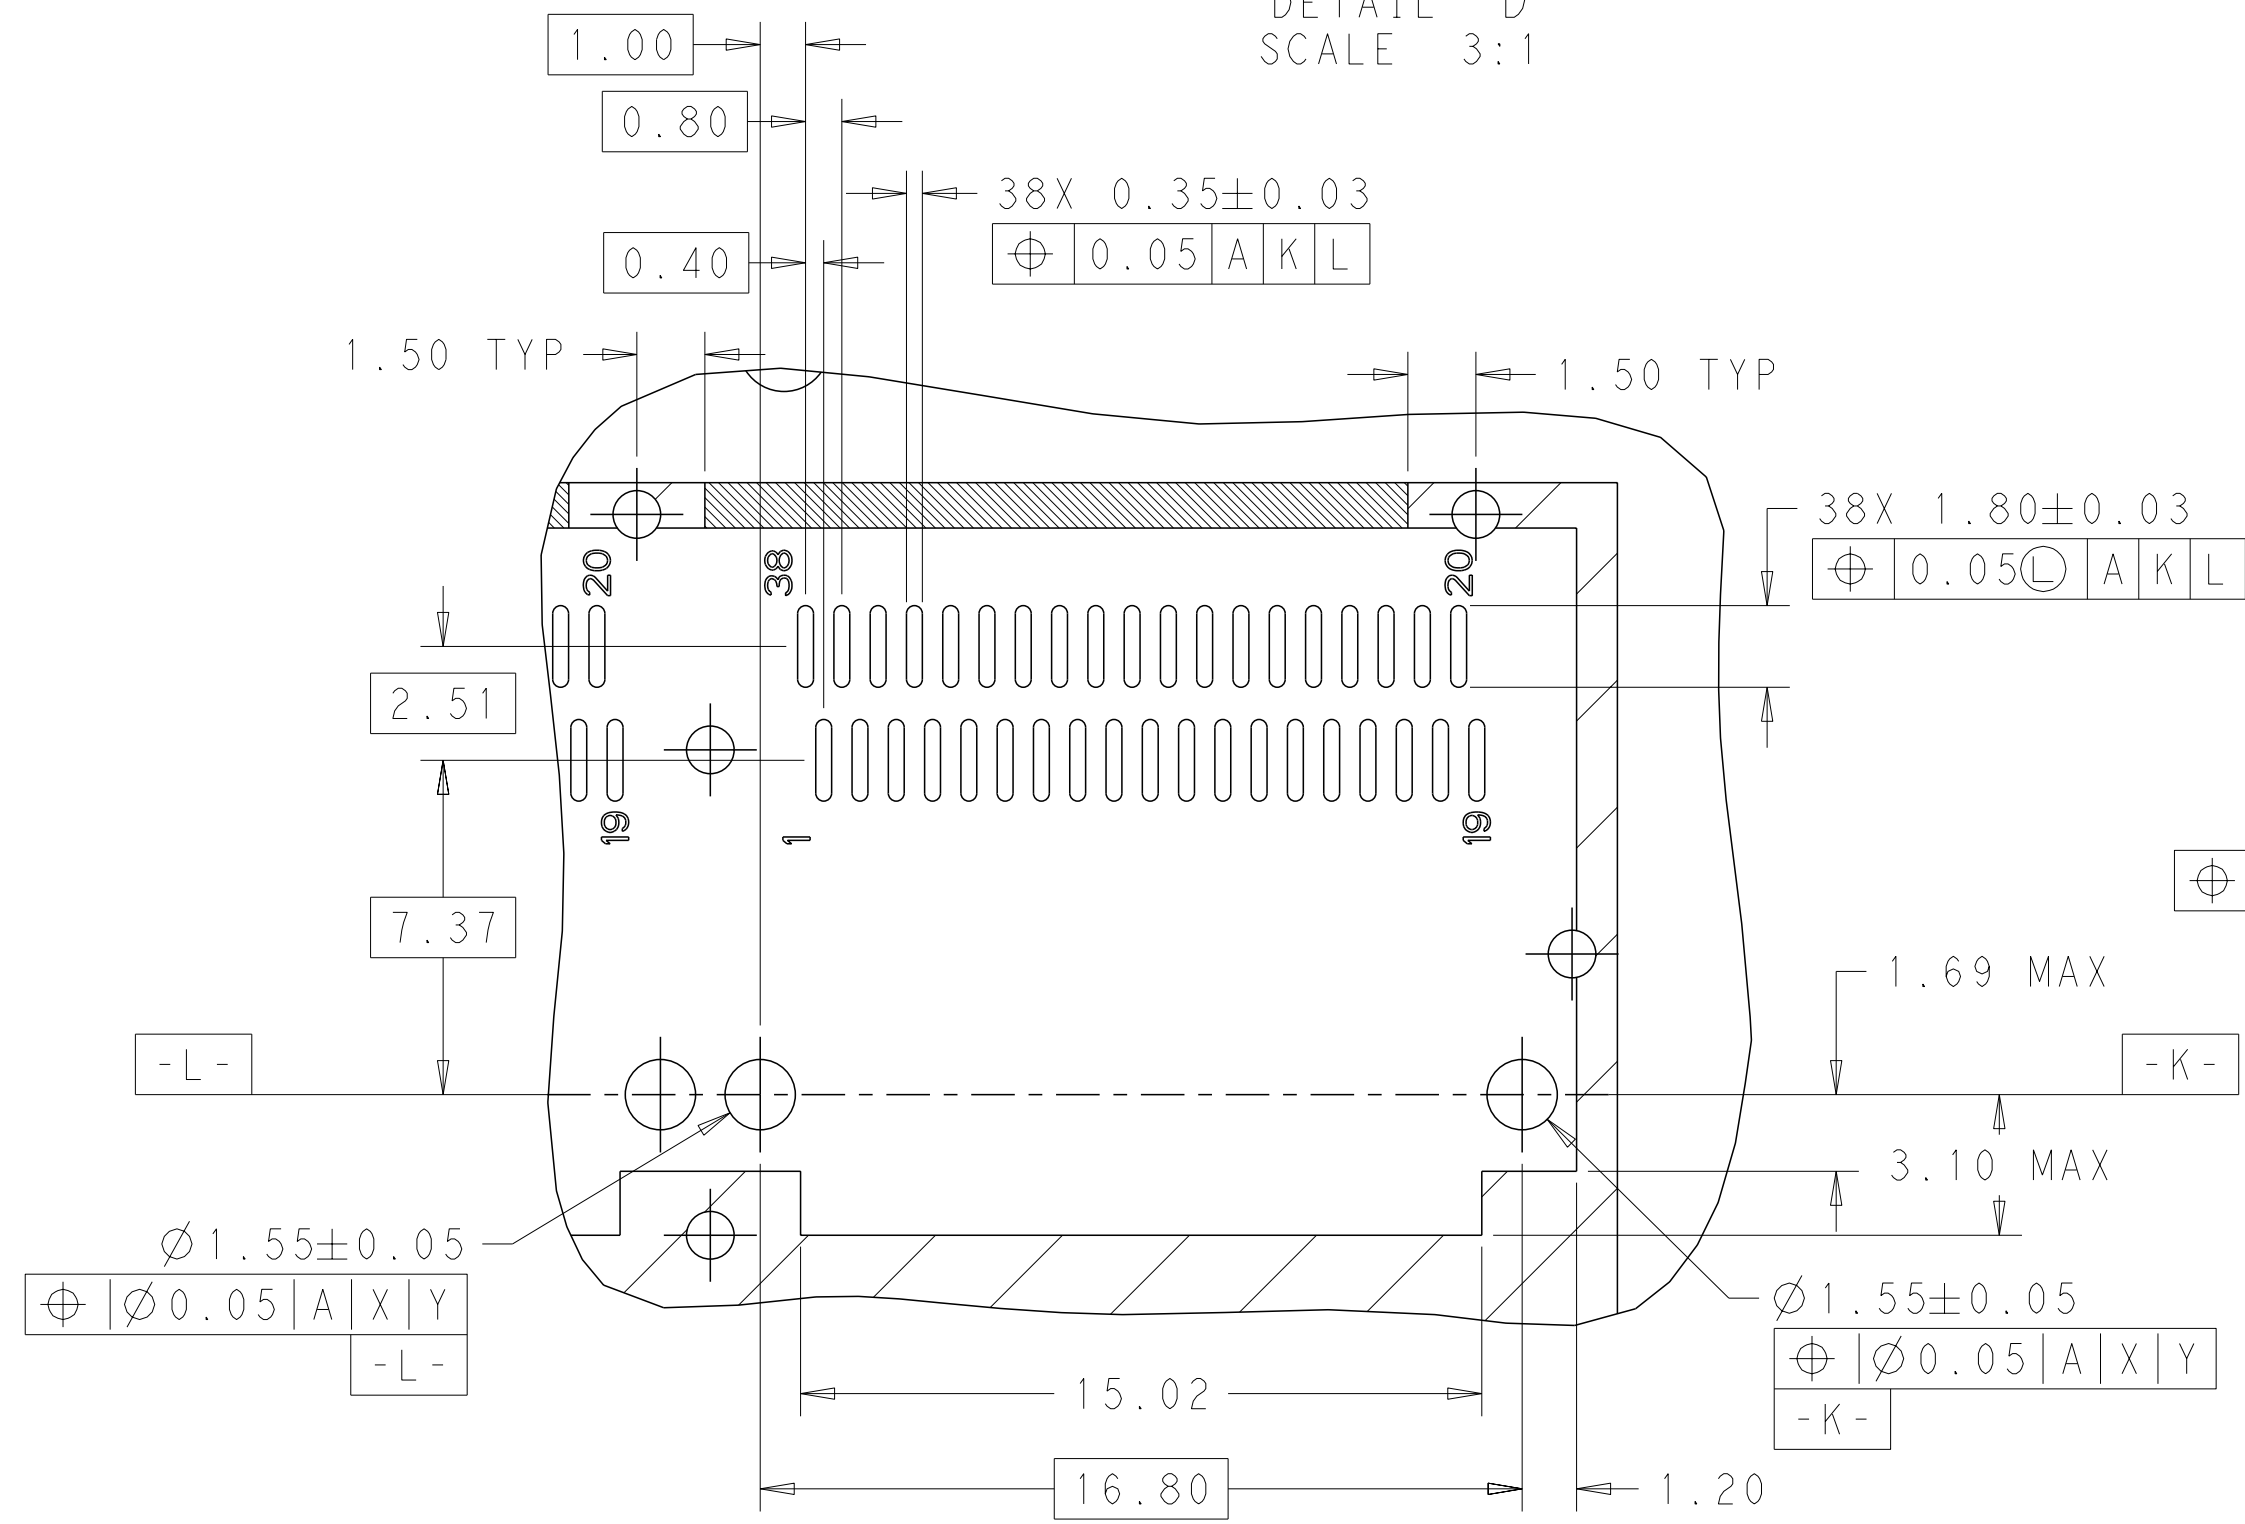 DETAIL D
SCALE 3:1
1.00
0.80
38X 0.35±0.03
⌖ 0.05 A K L
0.40
1.50 TYP
1.50 TYP
38X 1.80±0.03
⌖ 0.05Ⓛ A K L
20
38
20
2.51
19
1
19
⌖
7.37
1.69 MAX
-L-
-K-
3.10 MAX
Ø1.55±0.05
⌖ Ø0.05 A X Y
-L-
Ø1.55±0.05
⌖ Ø0.05 A X Y
-K-
15.02
16.80
1.20